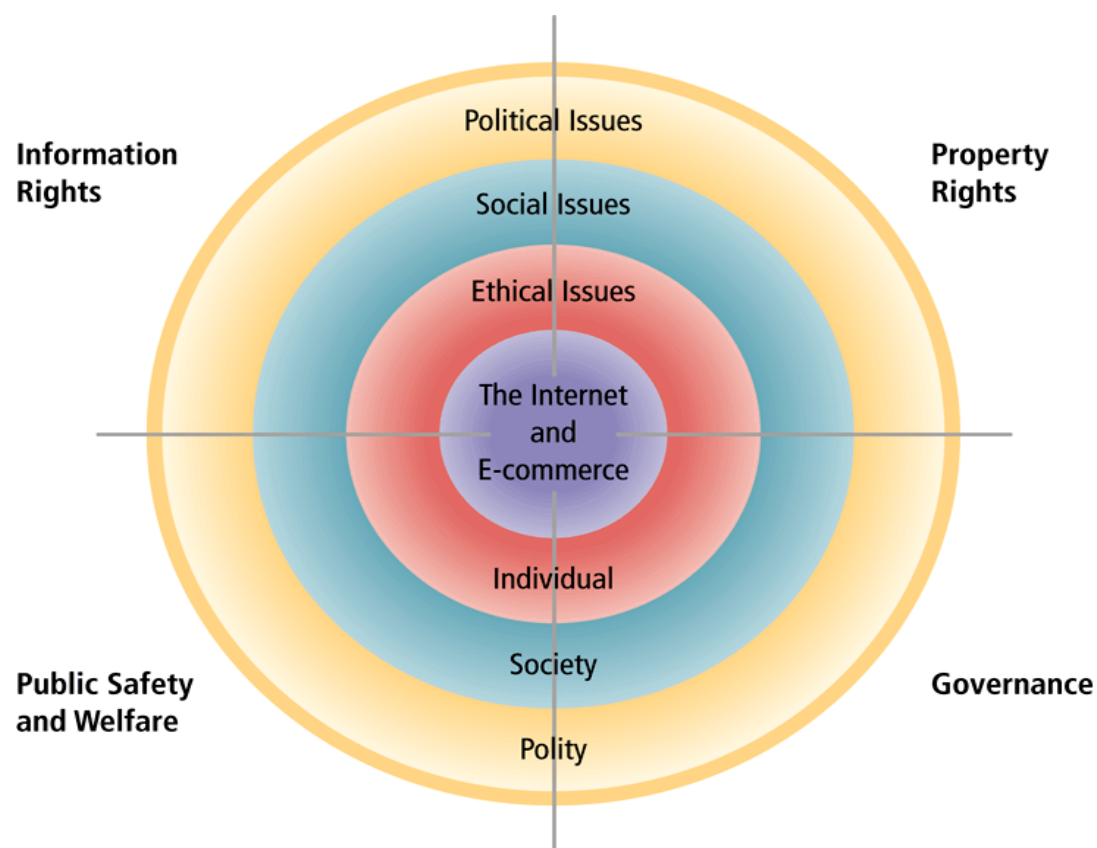 Political Issues
Information
Rights
Property
Rights
Social Issues
Ethical Issues
The Internet
and
E-commerce
Individual
Society
Public Safety
and Welfare
Governance
Polity